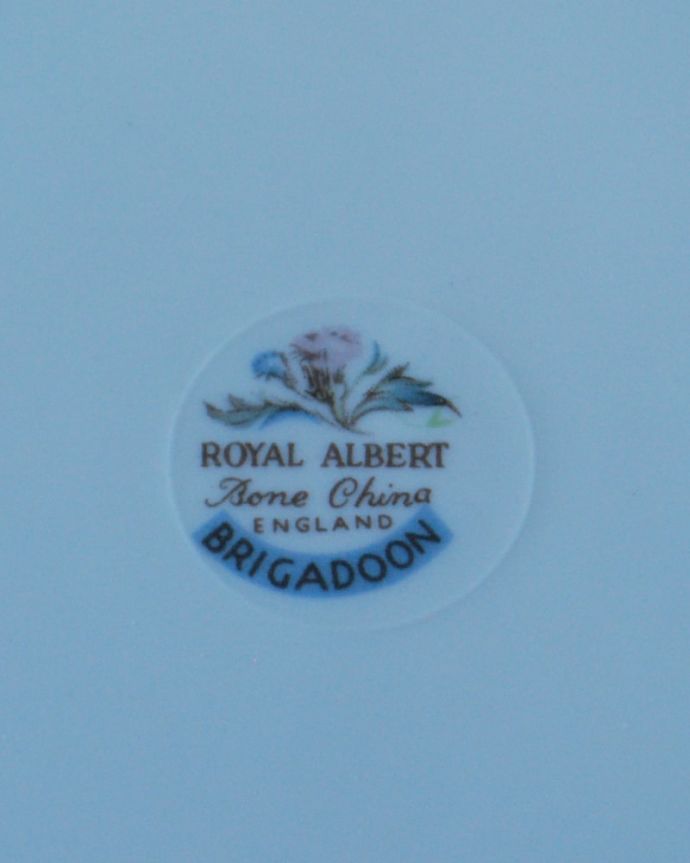 ROYAL ALBERT
Bone China
ENGLAND
BRIGADOON